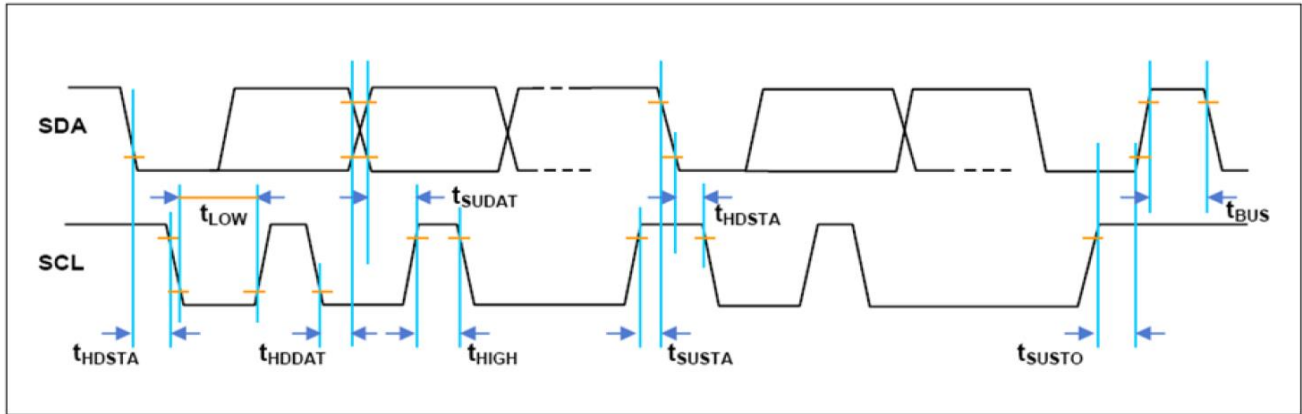 SDA
tSUDAT
tLOW
tHDSTA
tBUS
SCL
tHDSTA
tHDDAT
tHIGH
tSUSTA
tSUSTO